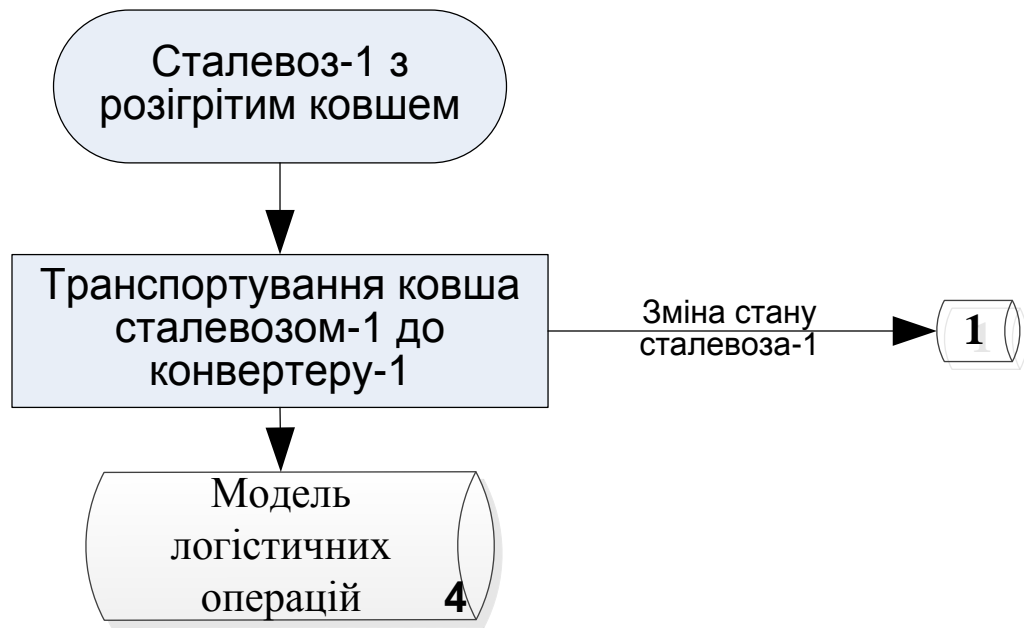 Сталевоз-1 з
розігрітим ковшем
Транспортування ковша
сталевозом-1 до
конвертеру-1
Зміна стану
сталевоза-1
1
Модель
логістичних
операцій
4